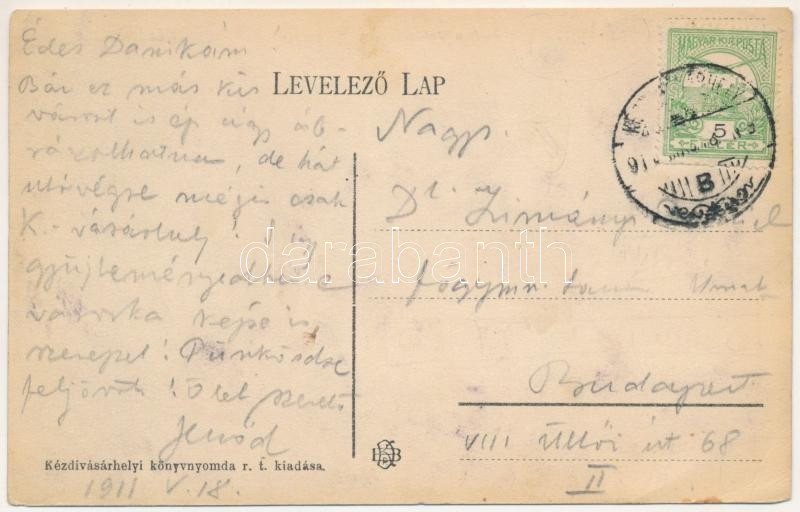 Édes Danikám!
Bár ez más kis
várost is ép úgy áb-
rázolhatna, de hát
utóvégre mégis csak
K.-vásárhely! Így
gyűjteményedbe e
városka képe is
szerepel! Pünkösdre
feljövök! Ölel szerető
Jenőd
LEVELEZŐ LAP
MAGYAR KIR. POSTA
5
Nagys.
Dr. Zimányi
Budapest
VIII Üllői út 68
II
B
darabanth
Kézdivásárhelyi könyvnyomda r. t. kiadása.
1911 V. 18.